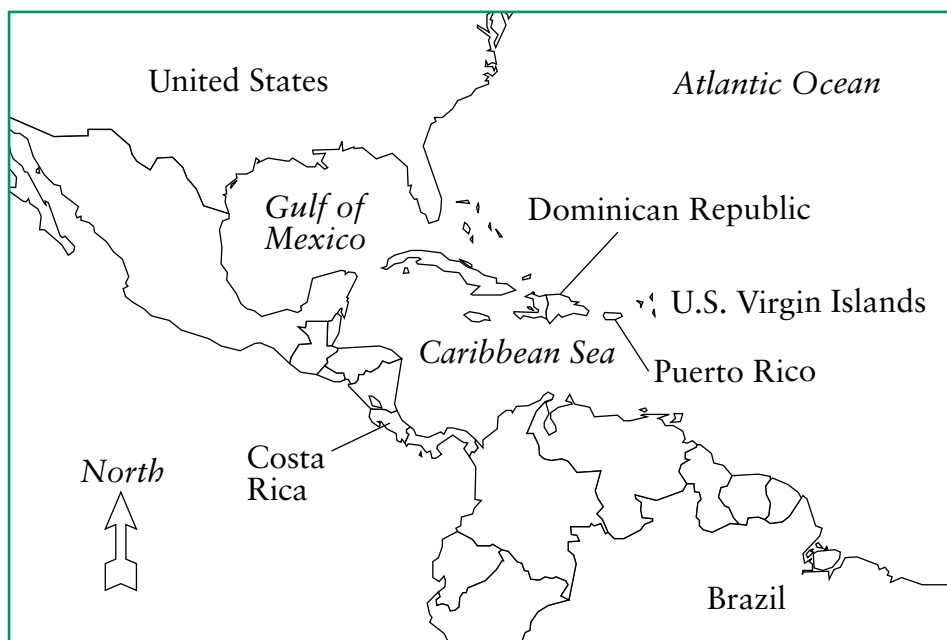 United States
Atlantic Ocean
Gulf of
Mexico
Dominican Republic
U.S. Virgin Islands
Caribbean Sea
Puerto Rico
Costa
Rica
North
Brazil